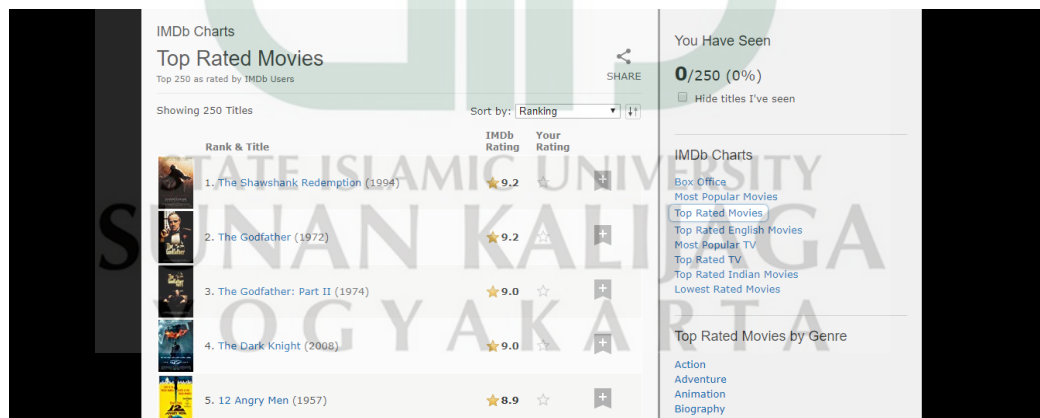 IMDb Charts
Top Rated Movies
Top 250 as rated by IMDb Users
SHARE
Showing 250 Titles
Sort by: Ranking
Rank & Title
IMDb Rating
Your Rating
1. The Shawshank Redemption (1994) 9.2
2. The Godfather (1972) 9.2
3. The Godfather: Part II (1974) 9.0
4. The Dark Knight (2008) 9.0
5. 12 Angry Men (1957) 8.9
You Have Seen
0/250 (0%)
Hide titles I've seen
IMDb Charts
Box Office
Most Popular Movies
Top Rated Movies
Top Rated English Movies
Most Popular TV
Top Rated TV
Top Rated Indian Movies
Lowest Rated Movies
Top Rated Movies by Genre
Action
Adventure
Animation
Biography
STATE ISLAMIC UNIVERSITY
SUNAN KALIJAGA
YOGYAKARTA